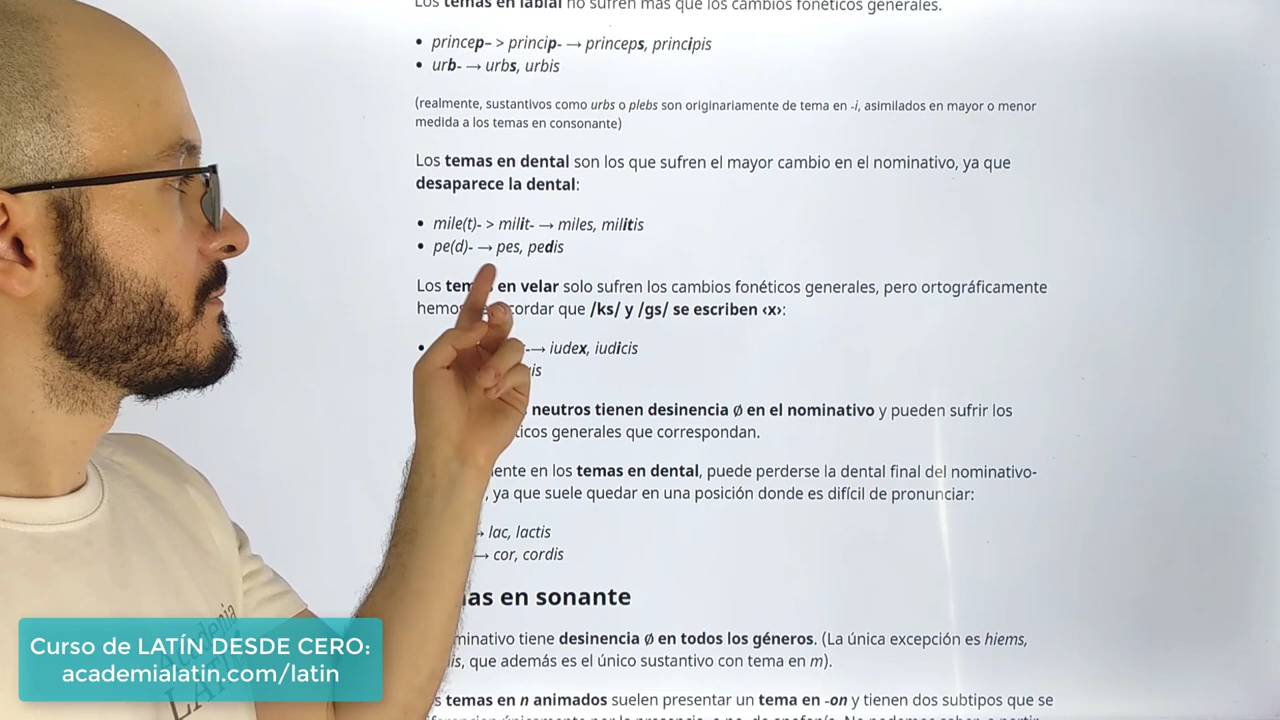 Los temas en labial no sufren más que los cambios fonéticos generales.
• princep– > princip- → princeps, principis
• urb- → urbs, urbis
(realmente, sustantivos como urbs o plebs son originariamente de tema en -i, asimilados en mayor o menor
medida a los temas en consonante)
Los temas en dental son los que sufren el mayor cambio en el nominativo, ya que
desaparece la dental:
• mile(t)- > milit- → miles, militis
• pe(d)- → pes, pedis
Los en velar solo sufren los cambios fonéticos generales, pero ortográficamente
que /ks/ y /gs/ se escriben ‹x›:
• → iudex, iudicis
neutros tienen desinencia ø en el nominativo y pueden sufrir los
generales que correspondan.
en los temas en dental, puede perderse la dental final del nominativo-
, ya que suele quedar en una posición donde es difícil de pronunciar:
→ lac, lactis
→ cor, cordis
en sonante
tiene desinencia ø en todos los géneros. (La única excepción es hiems,
, que además es el único sustantivo con tema en m).
temas en n animados suelen presentar un tema en -on y tienen dos subtipos que se
Academia
LATÍN
Curso de LATÍN DESDE CERO:
academialatin.com/latin